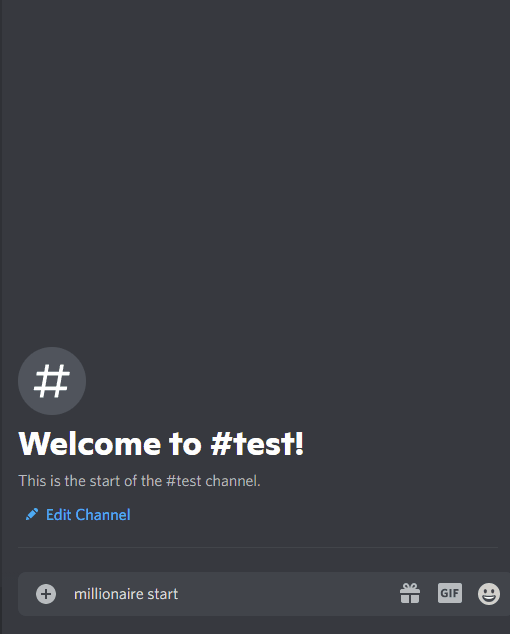 #
Welcome to #test!
This is the start of the #test channel.
Edit Channel
millionaire start
GIF